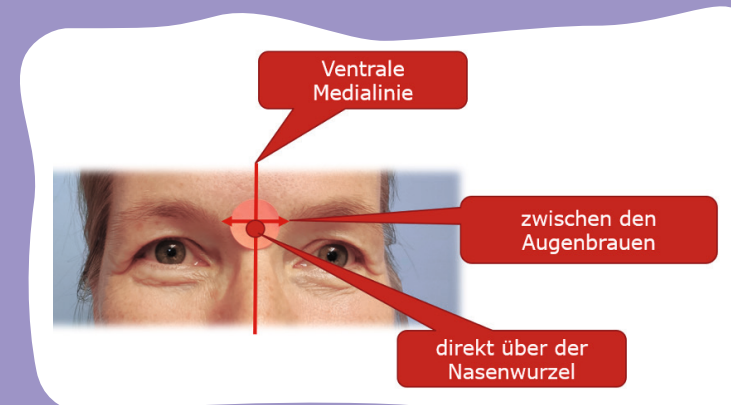 Ventrale
Medialinie
zwischen den
Augenbrauen
direkt über der
Nasenwurzel